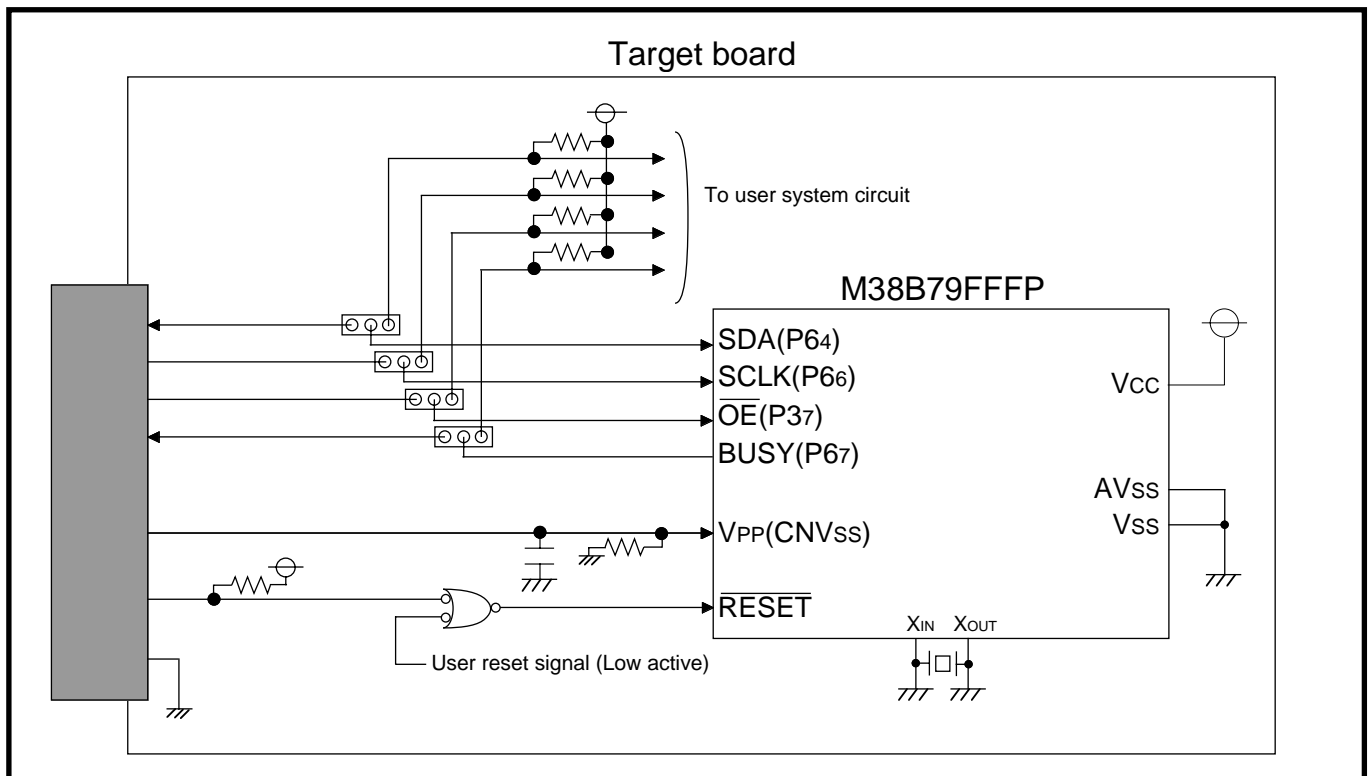 Target board
To user system circuit
M38B79FFFP
SDA(P64)
SCLK(P66)
OE(P37)
BUSY(P67)
VCC
AVSS
VSS
VPP(CNVSS)
RESET
XIN XOUT
User reset signal (Low active)